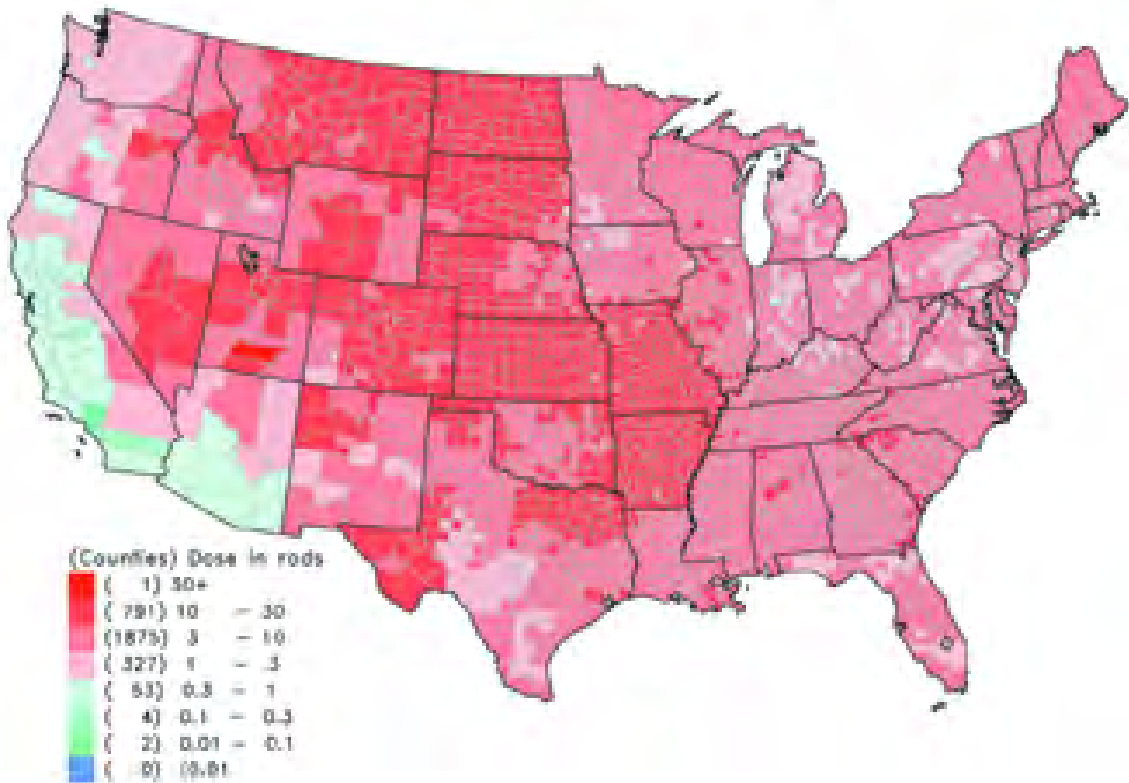 (Counties) Dose in rads
( 1) 30+
( 791) 10 - 30
(1875) 3 - 10
( 327) 1 - 3
( 53) 0.3 - 1
( 4) 0.1 - 0.3
( 2) 0.01 - 0.1
( 0) <0.01